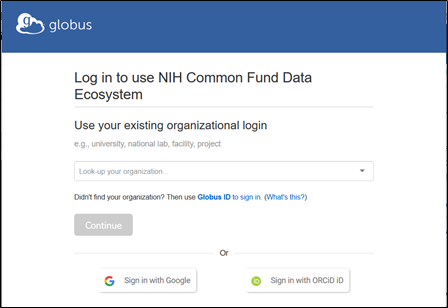 globus
Log in to use NIH Common Fund Data
Ecosystem
Use your existing organizational login
e.g., university, national lab, facility, project
Look-up your organization...
Didn't find your organization? Then use Globus ID to sign in. (What's this?)
Continue
Or
Sign in with Google
Sign in with ORCiD iD